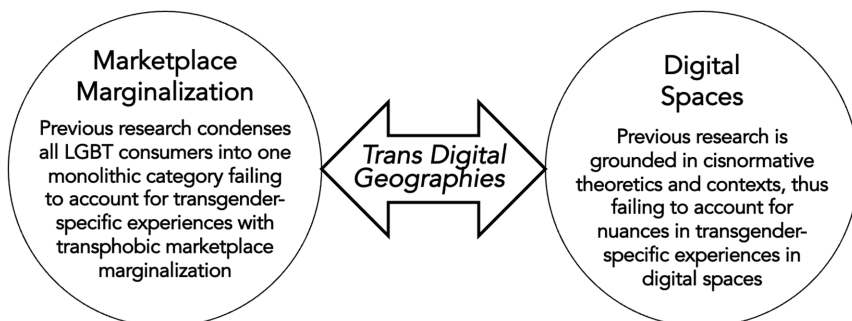 Marketplace
Marginalization
Previous research condenses
all LGBT consumers into one
monolithic category failing
to account for transgender-
specific experiences with
transphobic marketplace
marginalization
Trans Digital
Geographies
Digital
Spaces
Previous research is
grounded in cisnormative
theoretics and contexts, thus
failing to account for
nuances in transgender-
specific experiences in
digital spaces